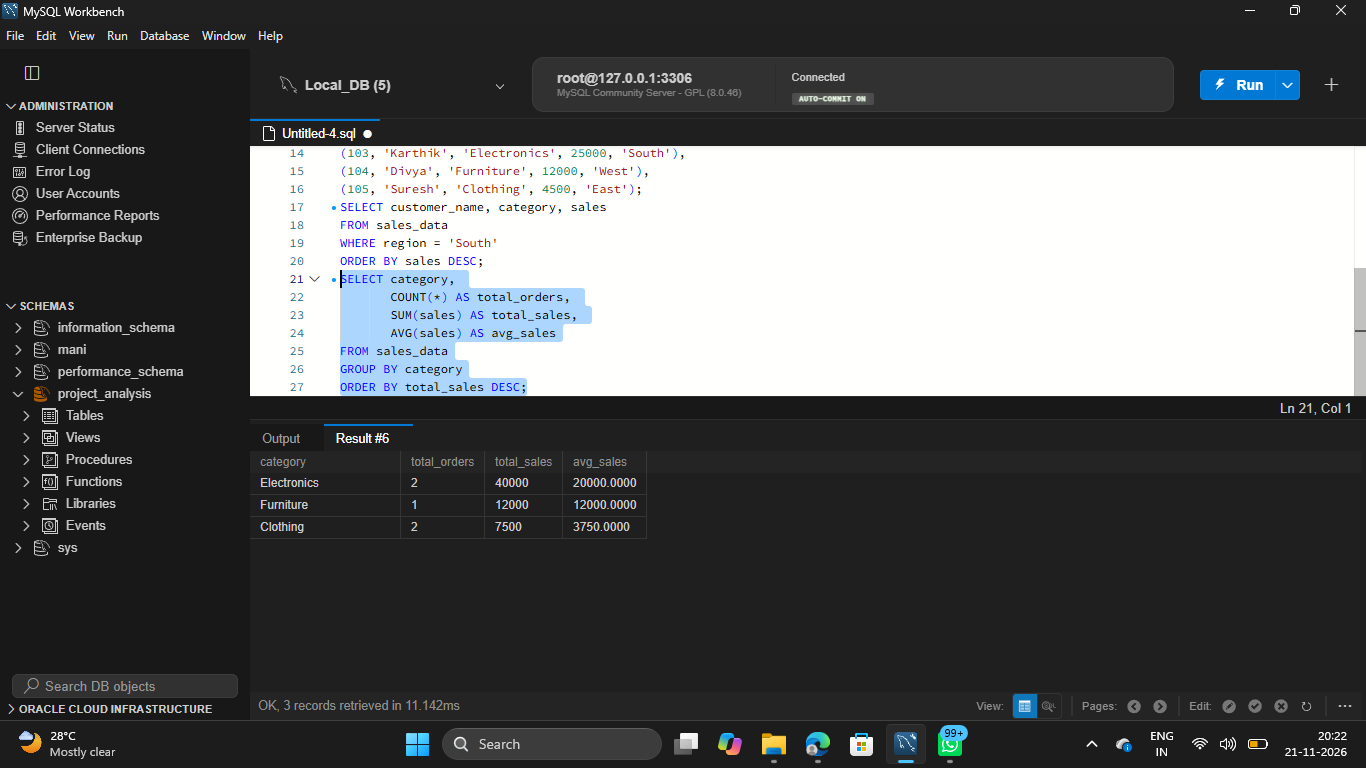 MySQL Workbench
File Edit View Run Database Window Help
Local_DB (5)
root@127.0.0.1:3306
MySQL Community Server - GPL (8.0.46)
Connected
AUTO-COMMIT ON
Run
ADMINISTRATION
Server Status
Client Connections
Error Log
User Accounts
Performance Reports
Enterprise Backup
SCHEMAS
information_schema
mani
performance_schema
project_analysis
Tables
Views
Procedures
Functions
Libraries
Events
sys
Search DB objects
ORACLE CLOUD INFRASTRUCTURE
Untitled-4.sql
14 (103, 'Karthik', 'Electronics', 25000, 'South'),
15 (104, 'Divya', 'Furniture', 12000, 'West'),
16 (105, 'Suresh', 'Clothing', 4500, 'East');
17 SELECT customer_name, category, sales
18 FROM sales_data
19 WHERE region = 'South'
20 ORDER BY sales DESC;
21 SELECT category,
22 COUNT(*) AS total_orders,
23 SUM(sales) AS total_sales,
24 AVG(sales) AS avg_sales
25 FROM sales_data
26 GROUP BY category
27 ORDER BY total_sales DESC;
Ln 21, Col 1
Output Result #6
category total_orders total_sales avg_sales
Electronics 2 40000 20000.0000
Furniture 1 12000 12000.0000
Clothing 2 7500 3750.0000
OK, 3 records retrieved in 11.142ms
View: Pages: Edit:
28°C
Mostly clear
Search
99+
ENG
IN
20:22
21-11-2026